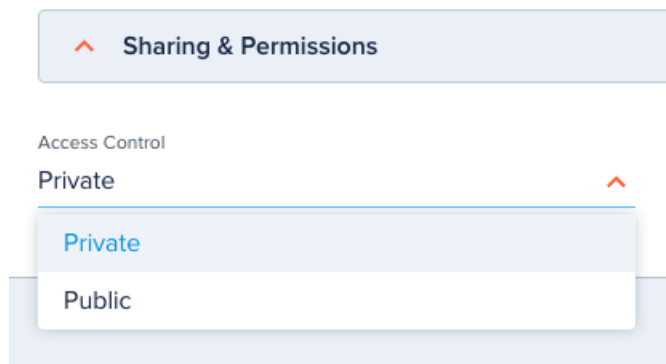 Sharing & Permissions
Access Control
Private
Private
Public